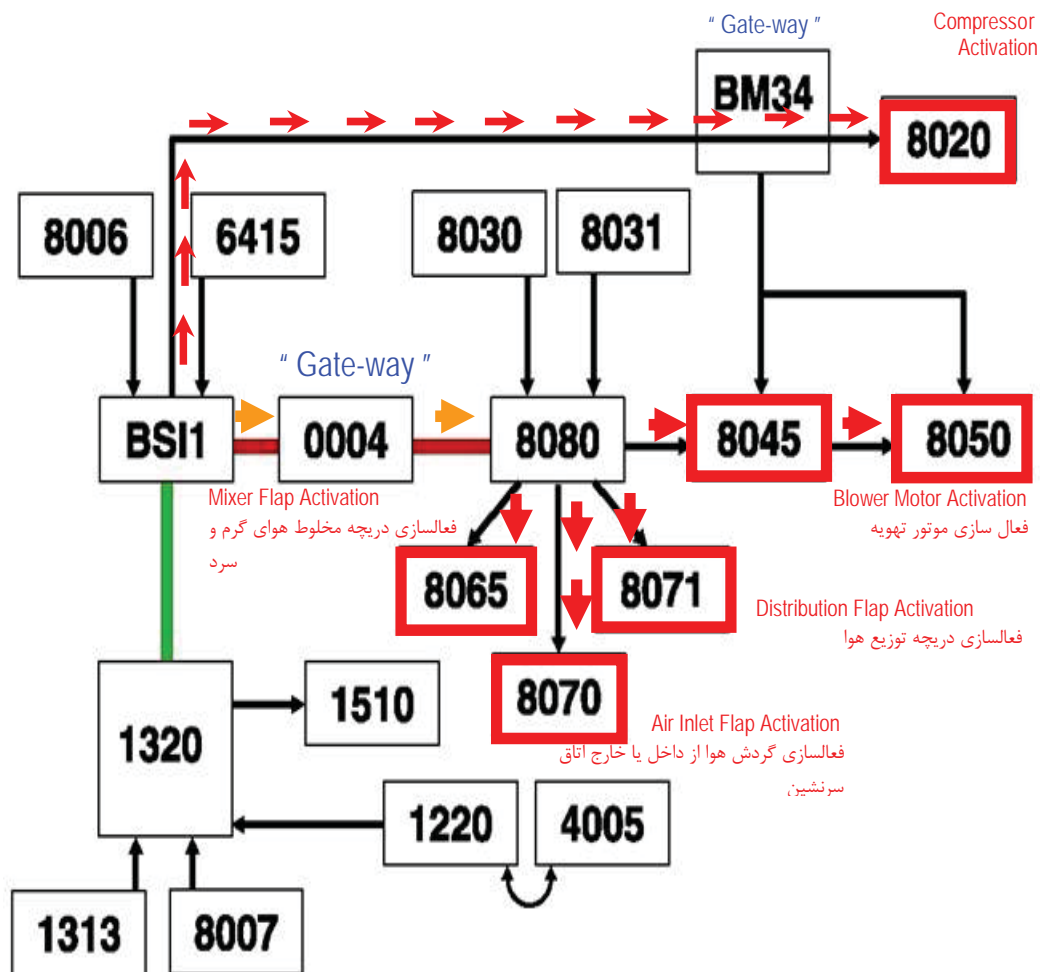 “ Gate-way ”
Compressor
Activation
BM34
8020
8006
6415
8030
8031
“ Gate-way ”
BSI1
0004
8080
8045
8050
Mixer Flap Activation
فعالسازی دریچه مخلوط هوای گرم و
سرد
Blower Motor Activation
فعال سازی موتور تهویه
8065
8071
Distribution Flap Activation
فعالسازی دریچه توزیع هوا
8070
1510
1320
Air Inlet Flap Activation
فعالسازی گردش هوا از داخل یا خارج اتاق
سرنشین
1220
4005
1313
8007